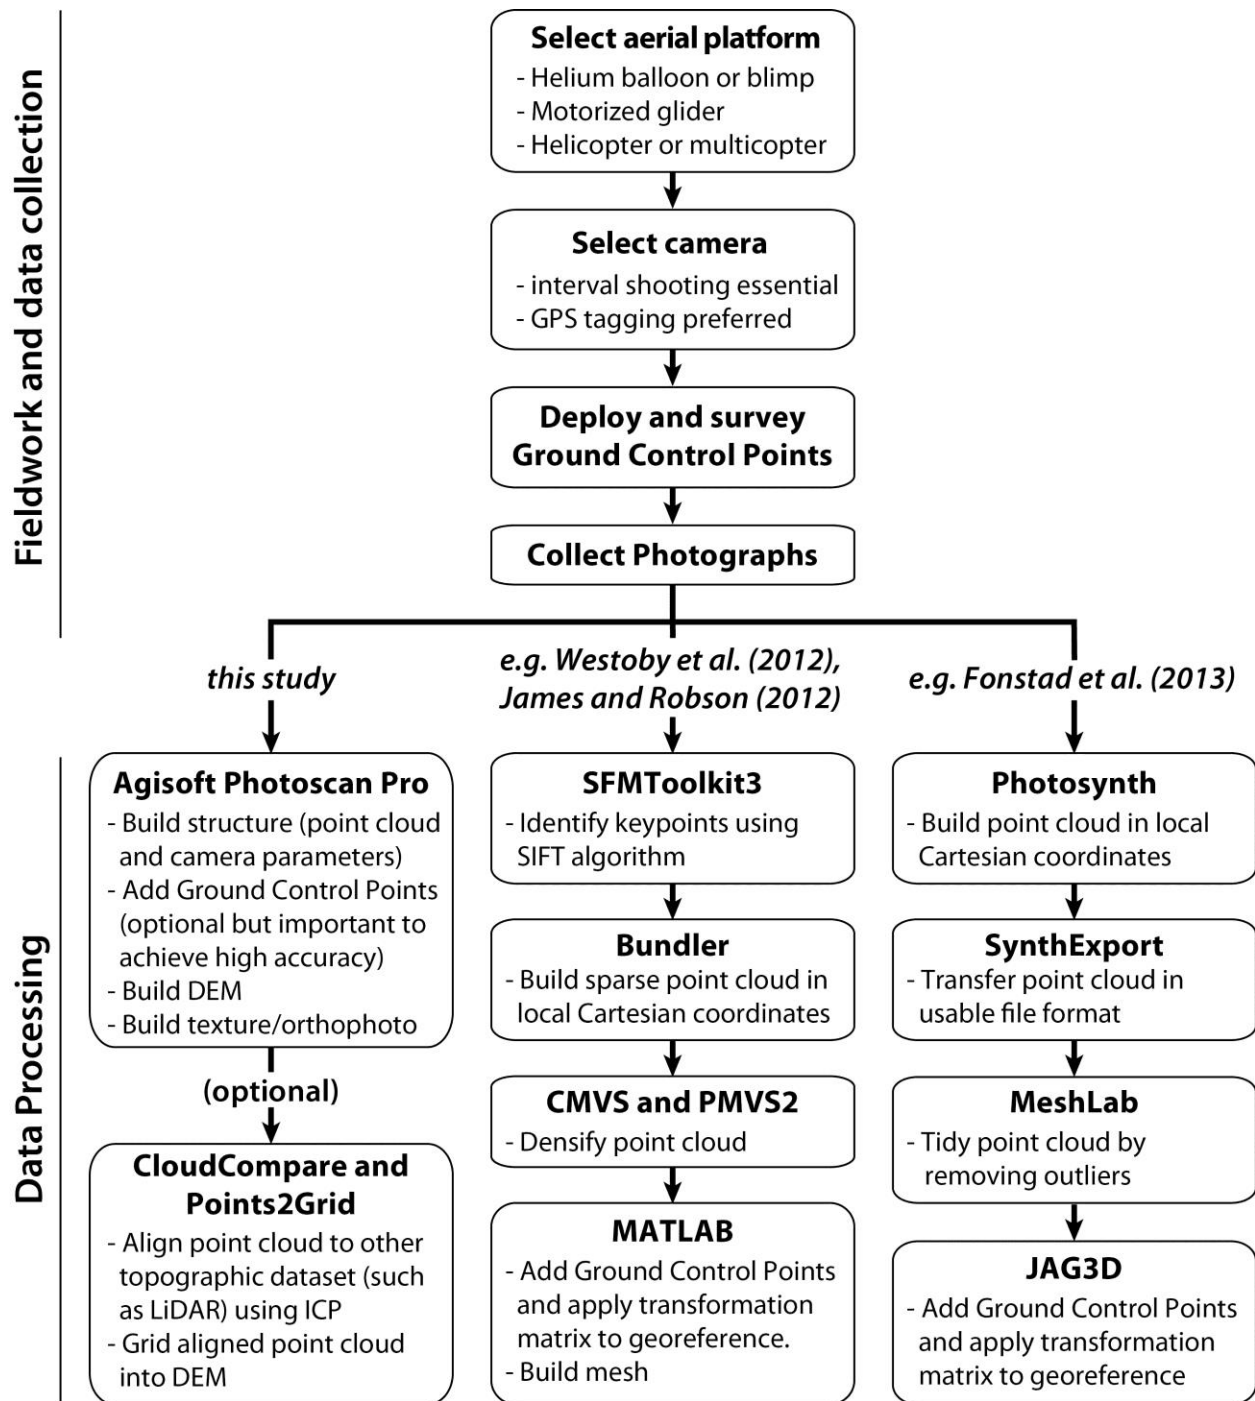 Fieldwork and data collection
Select aerial platform
- Helium balloon or blimp
- Motorized glider
- Helicopter or multicopter
Select camera
- interval shooting essential
- GPS tagging preferred
Deploy and survey
Ground Control Points
Collect Photographs
this study
e.g. Westoby et al. (2012),
James and Robson (2012)
e.g. Fonstad et al. (2013)
Data Processing
Agisoft Photoscan Pro
- Build structure (point cloud
and camera parameters)
- Add Ground Control Points
(optional but important to
achieve high accuracy)
- Build DEM
- Build texture/orthophoto
(optional)
CloudCompare and
Points2Grid
- Align point cloud to other
topographic dataset (such
as LiDAR) using ICP
- Grid aligned point cloud
into DEM
SFMToolkit3
- Identify keypoints using
SIFT algorithm
Bundler
- Build sparse point cloud in
local Cartesian coordinates
CMVS and PMVS2
- Densify point cloud
MATLAB
- Add Ground Control Points
and apply transformation
matrix to georeference.
- Build mesh
Photosynth
- Build point cloud in local
Cartesian coordinates
SynthExport
- Transfer point cloud in
usable file format
MeshLab
- Tidy point cloud by
removing outliers
JAG3D
- Add Ground Control Points
and apply transformation
matrix to georeference